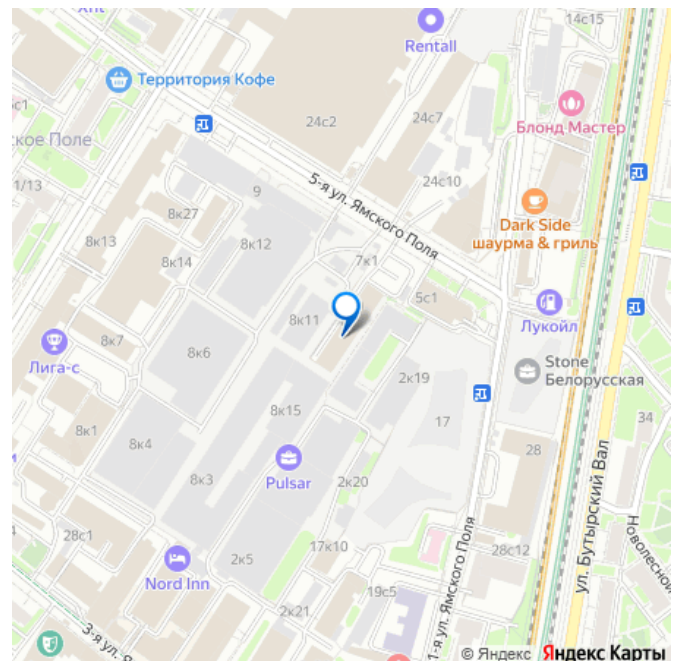 14с15
Rentall
Территория Кофе
24с2
24с7
Блонд Мастер
ское Поле
1/13
9
5-я ул. Ямского Поля
24с10
8к27
8к13
8к12
8к14
7к1
Dark Side
шаурма & гриль
5с1
8к11
Лукойл
8к7
8к6
Лига-с
Stone
Белорусская
2к19
8к15
17
34
8к1
8к4
28
8к3
Pulsar
2к20
ул. Бутырский Вал
28с1
17к10
28с12
2к5
Nord Inn
19с5
1-я ул. Ямского Поля
Новолесной
2к21
3-я ул. Я
© Яндекс Яндекс Карты